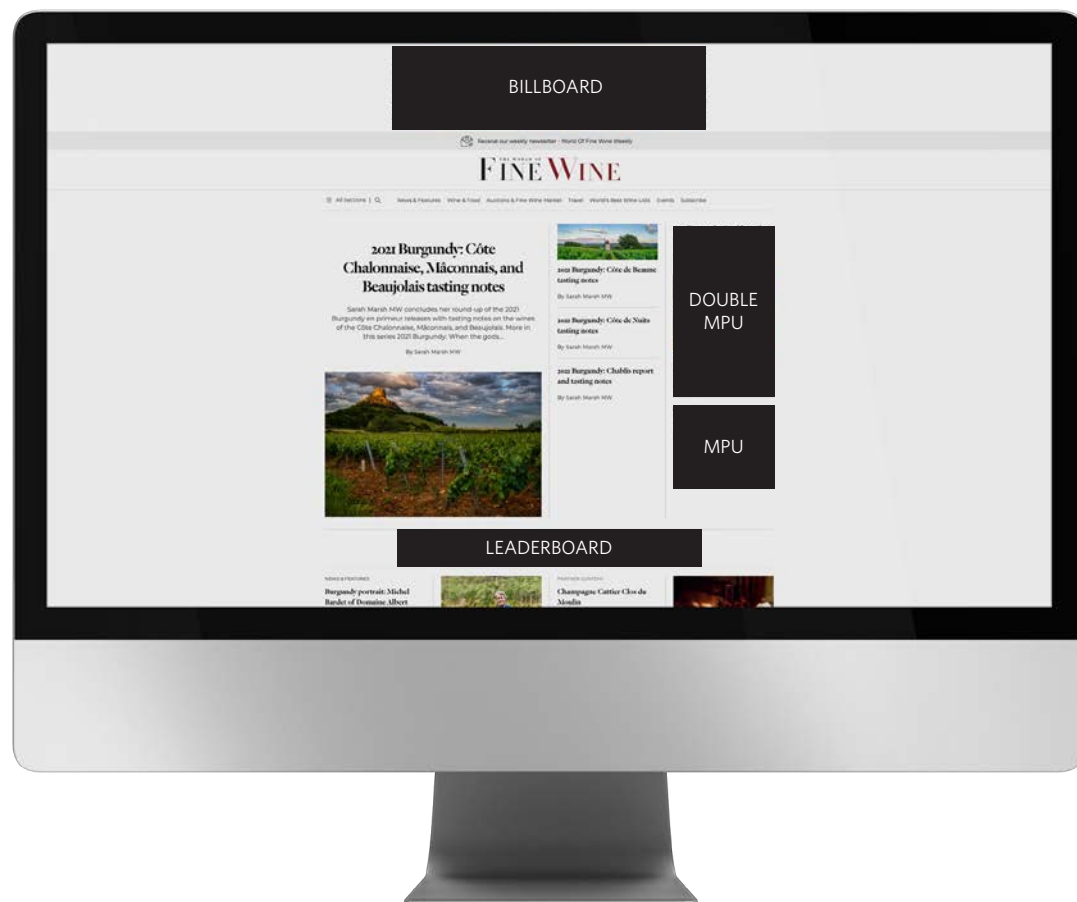 BILLBOARD
Receive our weekly newsletter - World Of Fine Wine Weekly
THE WORLD OF
FINE WINE
All Sections | News & Features Wine & Food Auctions & Fine Wine Market Travel World's Best Wine Lists Events Subscribe
2021 Burgundy: Côte
Chalonnaise, Mâconnais, and
Beaujolais tasting notes
Sarah Marsh MW concludes her round-up of the 2021
Burgundy en primeur releases with tasting notes on the wines
of the Côte Chalonnaise, Mâconnais, and Beaujolais. More in
this series 2021 Burgundy: When the gods...
By Sarah Marsh MW
2021 Burgundy: Côte de Beaune
tasting notes
By Sarah Marsh MW
2021 Burgundy: Côte de Nuits
tasting notes
By Sarah Marsh MW
2021 Burgundy: Chablis report
and tasting notes
By Sarah Marsh MW
DOUBLE
MPU
MPU
LEADERBOARD
NEWS & FEATURES
Burgundy portrait: Michel
Bardet of Domaine Albert
PARTNER CONTENT
Champagne Cattier Clos du
Moulin